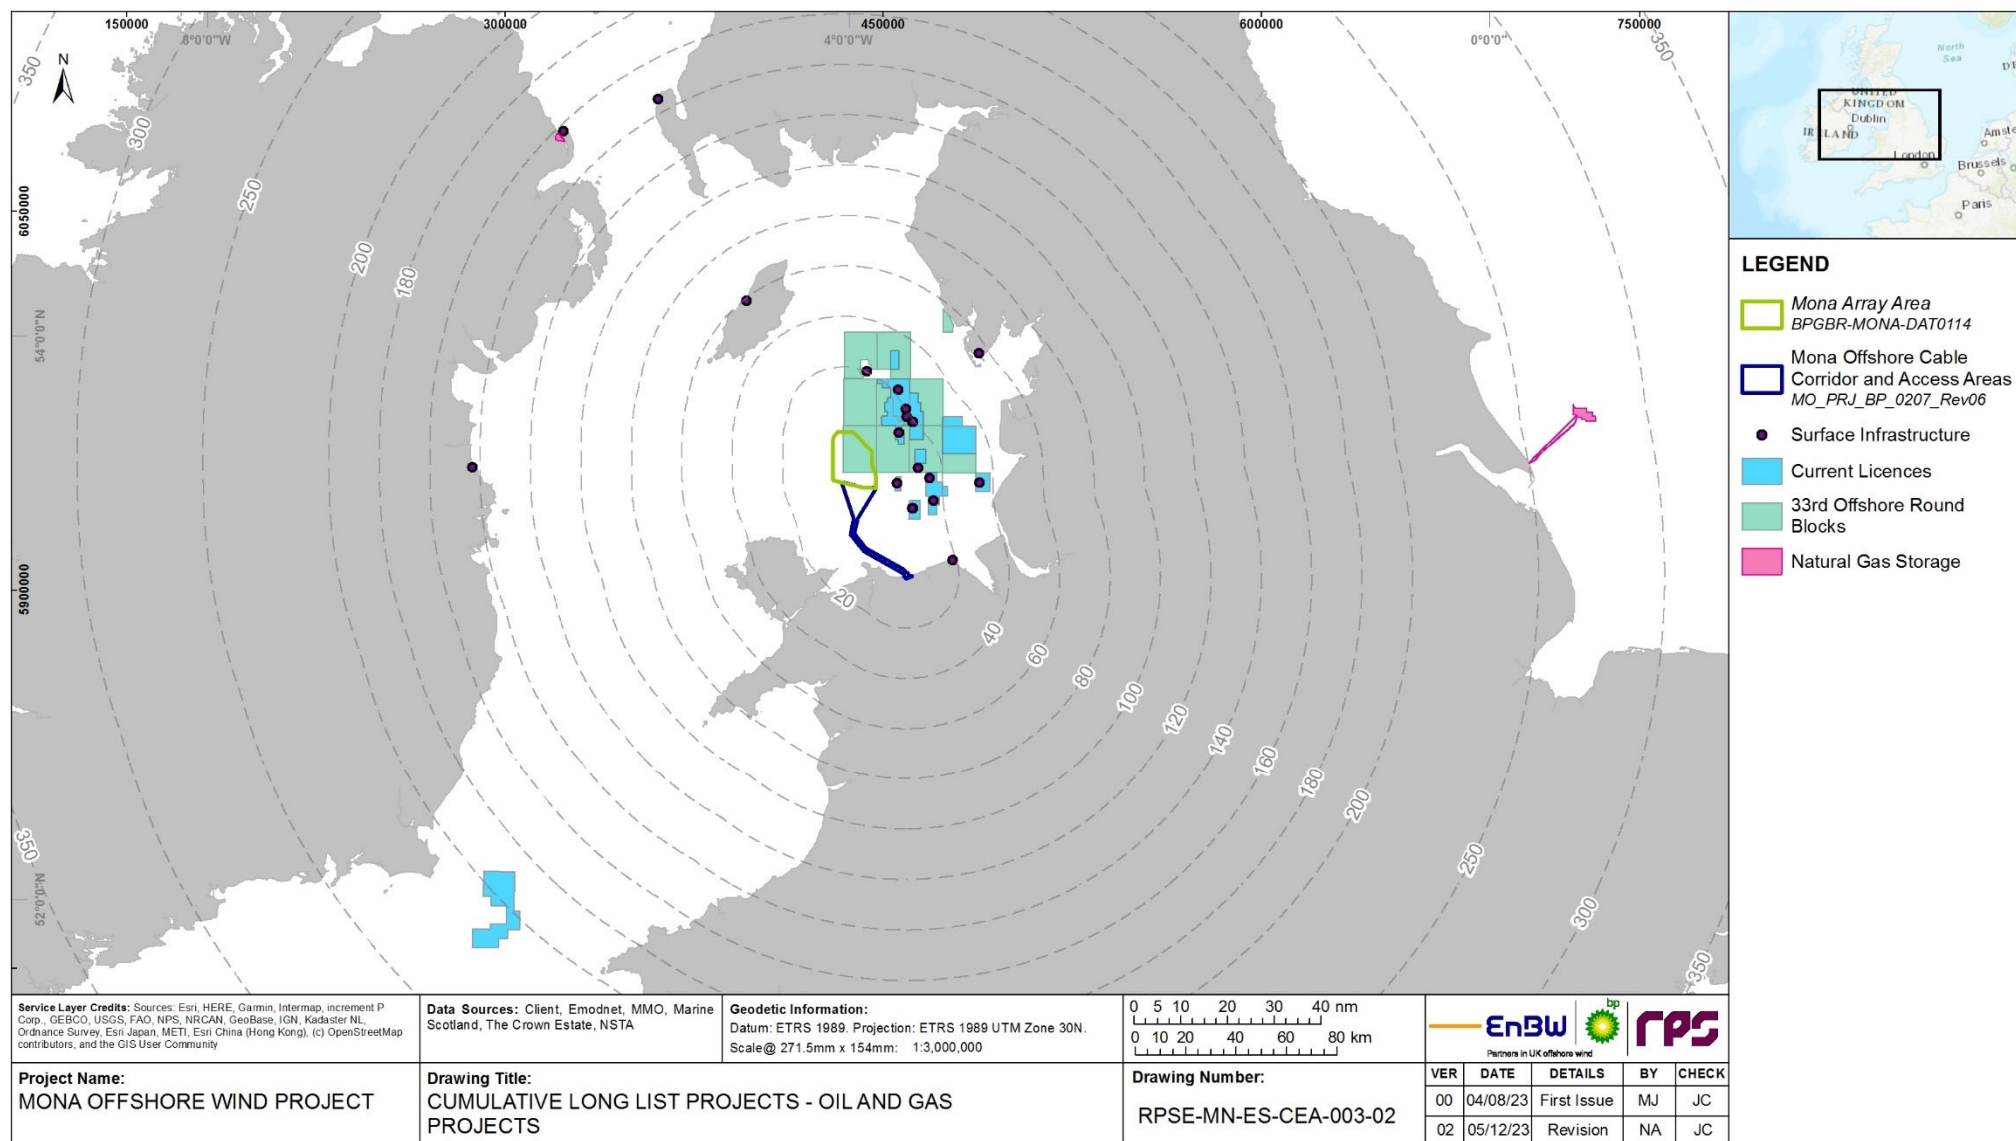 150000
300000
450000
600000
750000
8°0'0"W
4°0'0"W
0°0'0"
N
6050000
5900000
54°0'0"N
52°0'0"N
350
300
250
200
180
350
350
20
40
60
80
100
120
140
160
180
200
250
300
350
North
Sea
UNITED
KINGDOM
Dublin
IRELAND
London
Amste
Brussels
Paris
LEGEND
Mona Array Area
BPGBR-MONA-DAT0114
Mona Offshore Cable
Corridor and Access Areas
MO_PRJ_BP_0207_Rev06
Surface Infrastructure
Current Licences
33rd Offshore Round
Blocks
Natural Gas Storage
Service Layer Credits: Sources: Esri, HERE, Garmin, Intermap, increment P
Corp., GEBCO, USGS, FAO, NPS, NRCAN, GeoBase, IGN, Kadaster NL,
Ordnance Survey, Esri Japan, METI, Esri China (Hong Kong), (c) OpenStreetMap
contributors, and the GIS User Community
Data Sources: Client, Emodnet, MMO, Marine
Scotland, The Crown Estate, NSTA
Geodetic Information:
Datum: ETRS 1989. Projection: ETRS 1989 UTM Zone 30N.
Scale@ 271.5mm x 154mm: 1:3,000,000
0 5 10 20 30 40 nm
0 10 20 40 60 80 km
EnBW
bp
rps
Partners in UK offshore wind
Project Name:
MONA OFFSHORE WIND PROJECT
Drawing Title:
CUMULATIVE LONG LIST PROJECTS - OIL AND GAS
PROJECTS
Drawing Number:
RPSE-MN-ES-CEA-003-02
VER DATE DETAILS BY CHECK
00 04/08/23 First Issue MJ JC
02 05/12/23 Revision NA JC